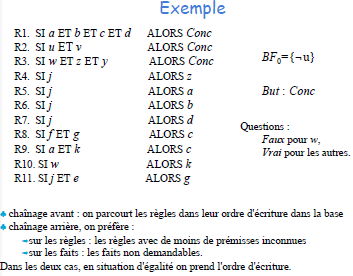 Exemple
R1. SI a ET b ET c ET d ALORS Conc
R2. SI u ET v ALORS Conc
R3. SI w ET z ET y ALORS Conc
R4. SI j ALORS z
R5. SI j ALORS a
R6. SI j ALORS b
R7. SI j ALORS d
R8. SI f ET g ALORS c
R9. SI a ET k ALORS c
R10. SI w ALORS k
R11. SI j ET e ALORS g
BF₀={¬u}
But : Conc
Questions :
Faux pour w,
Vrai pour les autres.
♣ chaînage avant : on parcourt les règles dans leur ordre d'écriture dans la base
♣ chaîage arrière, on préfère :
➔sur les règles : les règles avec de moins de prémisses inconnues
➔sur les faits : les faits non demandables.
Dans les deux cas, en situation d'égalité on prend l'ordre d'écriture.